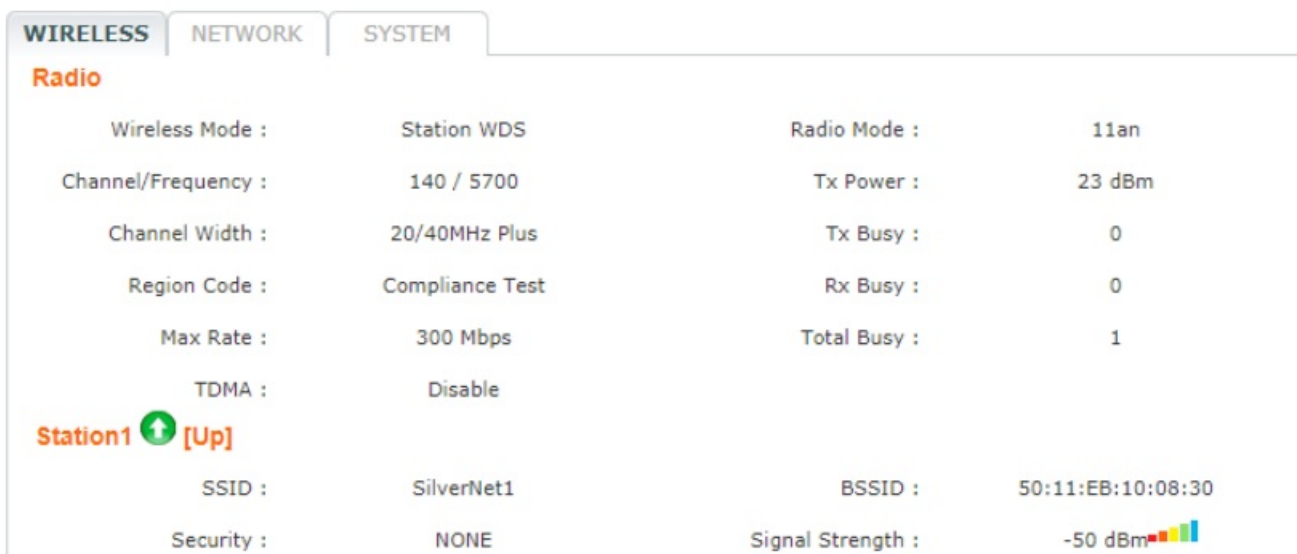 WIRELESS NETWORK SYSTEM
Radio
Wireless Mode : Station WDS Radio Mode : 11an
Channel/Frequency : 140 / 5700 Tx Power : 23 dBm
Channel Width : 20/40MHz Plus Tx Busy : 0
Region Code : Compliance Test Rx Busy : 0
Max Rate : 300 Mbps Total Busy : 1
TDMA : Disable
Station1 [Up]
SSID : SilverNet1 BSSID : 50:11:EB:10:08:30
Security : NONE Signal Strength : -50 dBm